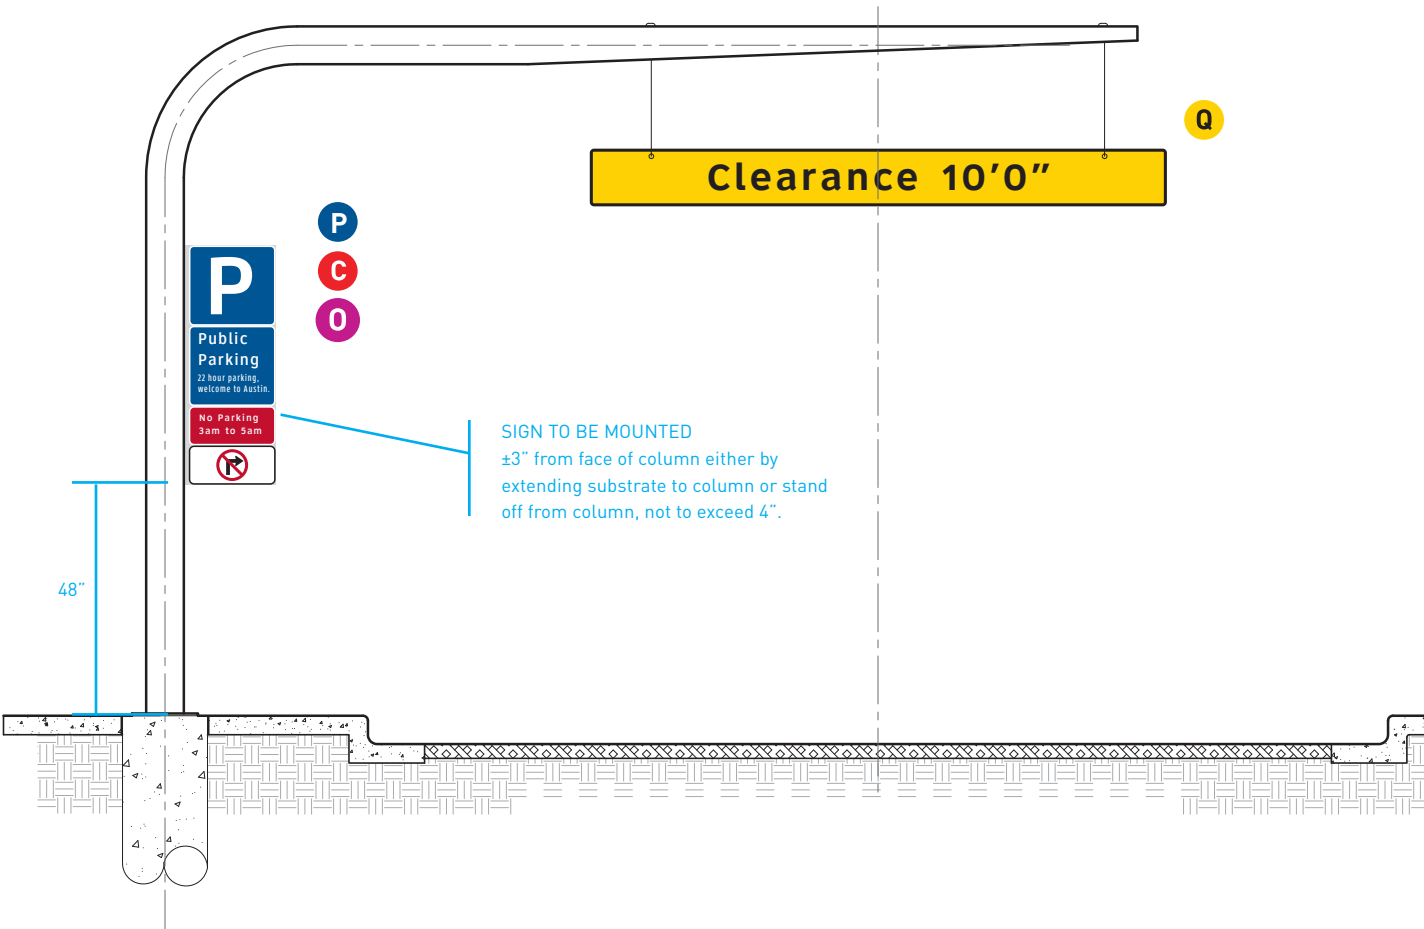 Q
Clearance 10'0"
P
C
O
P
Public
Parking
22 hour parking,
welcome to Austin.
No Parking
3am to 5am
SIGN TO BE MOUNTED
±3" from face of column either by
extending substrate to column or stand
off from column, not to exceed 4".
48"